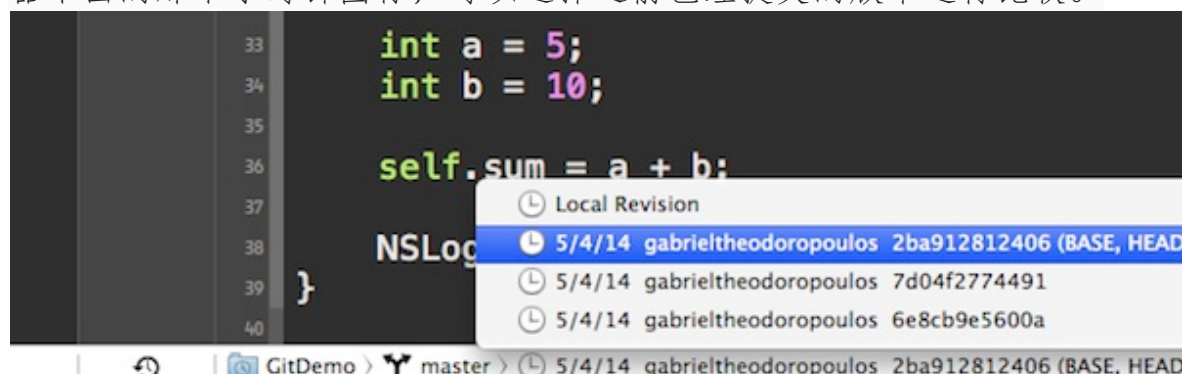 33 int a = 5;
34 int b = 10;
35
36 self.sum = a + b;
37 Local Revision
38 NSLog 5/4/14 gabrieltheodoropoulos 2ba912812406 (BASE, HEAD
39 } 5/4/14 gabrieltheodoropoulos 7d04f2774491
40 5/4/14 gabrieltheodoropoulos 6e8cb9e5600a
GitDemo 〉 master 〉 5/4/14 gabrieltheodoropoulos 2ba912812406 (BASE, HEAD